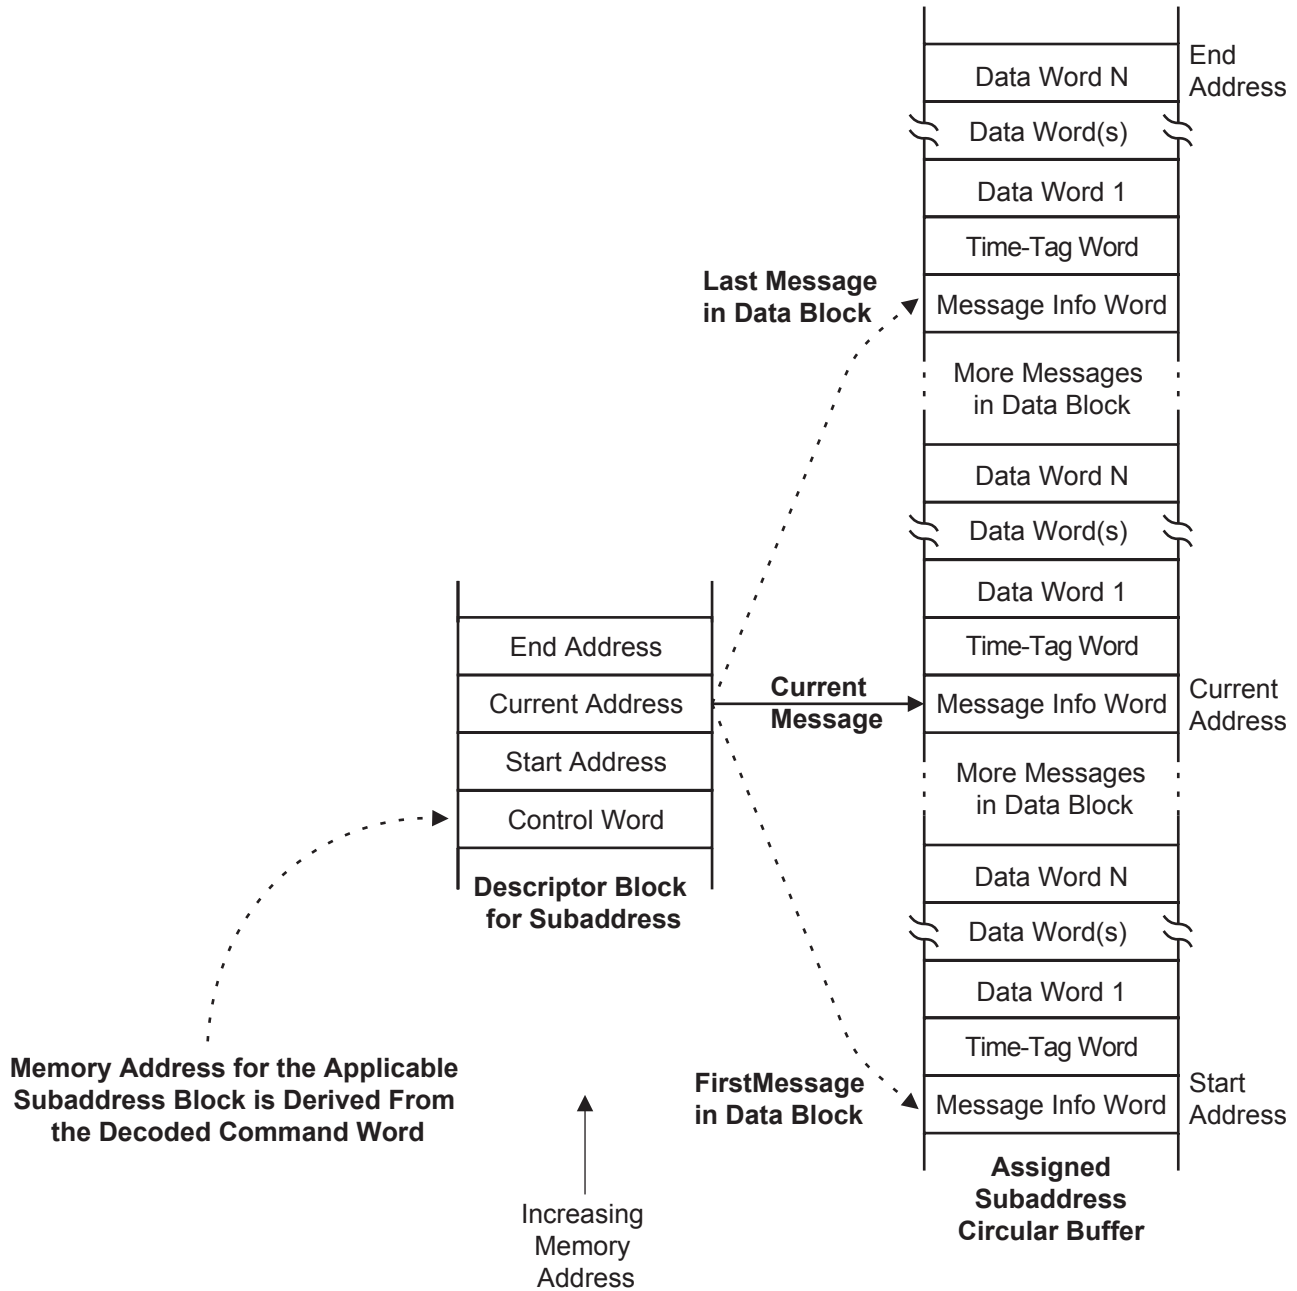 End
Address
Data Word N
Data Word(s)
Data Word 1
Time-Tag Word
Last Message
in Data Block
Message Info Word
More Messages
in Data Block
Data Word N
Data Word(s)
Data Word 1
Time-Tag Word
Message Info Word
Current
Address
More Messages
in Data Block
Data Word N
Data Word(s)
Data Word 1
Time-Tag Word
Message Info Word
Start
Address
Assigned
Subaddress
Circular Buffer
End Address
Current Address
Start Address
Control Word
Descriptor Block
for Subaddress
Current
Message
FirstMessage
in Data Block
Memory Address for the Applicable
Subaddress Block is Derived From
the Decoded Command Word
Increasing
Memory
Address